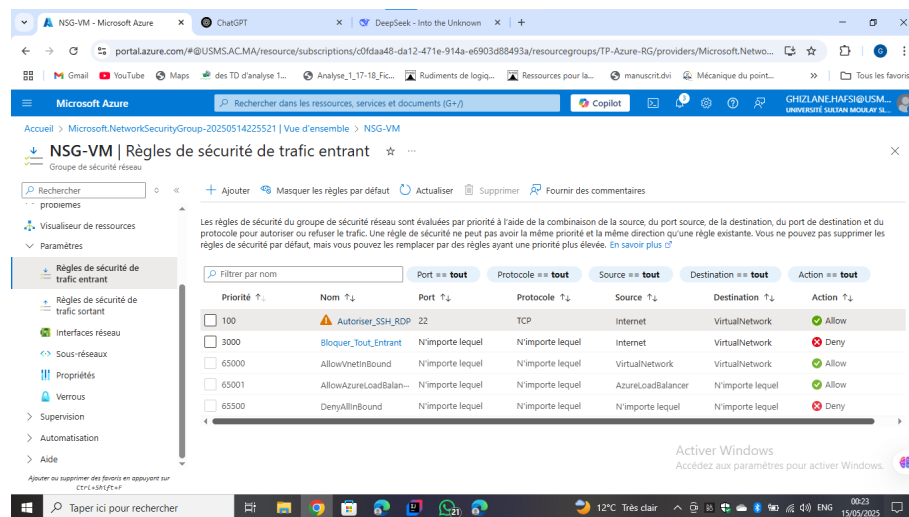 NSG-VM - Microsoft Azure
ChatGPT
DeepSeek - Into the Unknown
portal.azure.com/#@USMS.AC.MA/resource/subscriptions/c0fdaa48-da12-471e-914a-e6903d88493a/resourcegroups/TP-Azure-RG/providers/Microsoft.Netwo...
G
Gmail
YouTube
Maps
des TD d'analyse 1...
Analyse_1_17-18_Fic...
Rudiments de logiq...
Ressources pour la...
manuscrit.dvi
Mécanique du point...
Tous les favoris
Microsoft Azure
Rechercher dans les ressources, services et documents (G+/)
Copilot
GHIZLANE.HAFSI@USM...
UNIVERSITÉ SULTAN MOULAY SL...
Accueil > Microsoft.NetworkSecurityGroup-20250514225521 | Vue d'ensemble > NSG-VM
NSG-VM | Règles de sécurité de trafic entrant
Groupe de sécurité réseau
Rechercher
Ajouter
Masquer les règles par défaut
Actualiser
Supprimer
Fournir des commentaires
problèmes
Visualiseur de ressources
Paramètres
Règles de sécurité de
trafic entrant
Règles de sécurité de
trafic sortant
Interfaces réseau
Sous-réseaux
Propriétés
Verrous
Supervision
Automatisation
Aide
Ajouter ou supprimer des favoris en appuyant sur
Ctrl+Shift+F
Les règles de sécurité du groupe de sécurité réseau sont évaluées par priorité à l'aide de la combinaison de la source, du port source, de la destination, du port de destination et du
protocole pour autoriser ou refuser le trafic. Une règle de sécurité ne peut pas avoir la même priorité et la même direction qu'une règle existante. Vous ne pouvez pas supprimer les
règles de sécurité par défaut, mais vous pouvez les remplacer par des règles ayant une priorité plus élevée. En savoir plus
Filtrer par nom
Port == tout
Protocole == tout
Source == tout
Destination == tout
Action == tout
Priorité ↑↓ Nom ↑↓ Port ↑↓ Protocole ↑↓ Source ↑↓ Destination ↑↓ Action ↑↓
100 Autoriser_SSH_RDP 22 TCP Internet VirtualNetwork Allow
3000 Bloquer_Tout_Entrant N'importe lequel N'importe lequel Internet VirtualNetwork Deny
65000 AllowVnetInBound N'importe lequel N'importe lequel VirtualNetwork VirtualNetwork Allow
65001 AllowAzureLoadBalan... N'importe lequel N'importe lequel AzureLoadBalancer N'importe lequel Allow
65500 DenyAllInBound N'importe lequel N'importe lequel N'importe lequel N'importe lequel Deny
Activer Windows
Accédez aux paramètres pour activer Windows.
Taper ici pour rechercher
21
12°C Très clair
ENG
00:23
15/05/2025